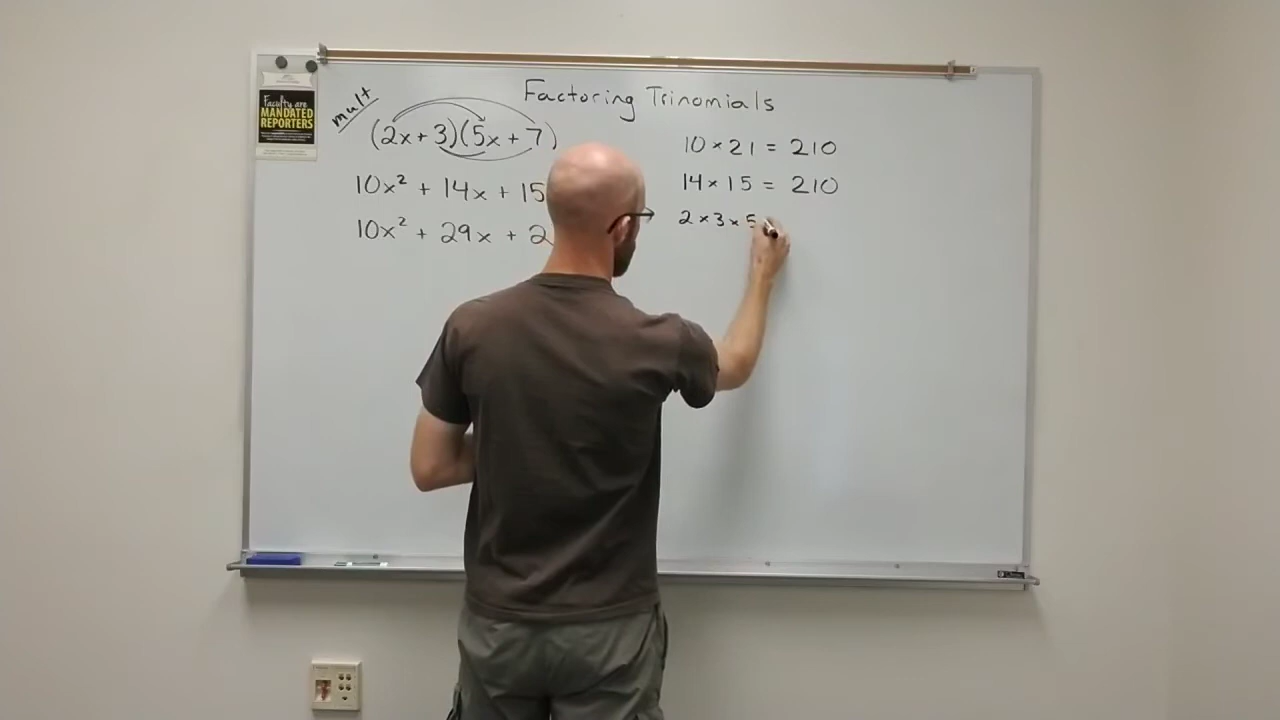 Factoring Trinomials
Faculty are
MANDATED
REPORTERS
mult
(2x + 3)(5x + 7)
10x² + 14x + 15
10x² + 29x + 2
10 × 21 = 210
14 × 15 = 210
2 × 3 × 5